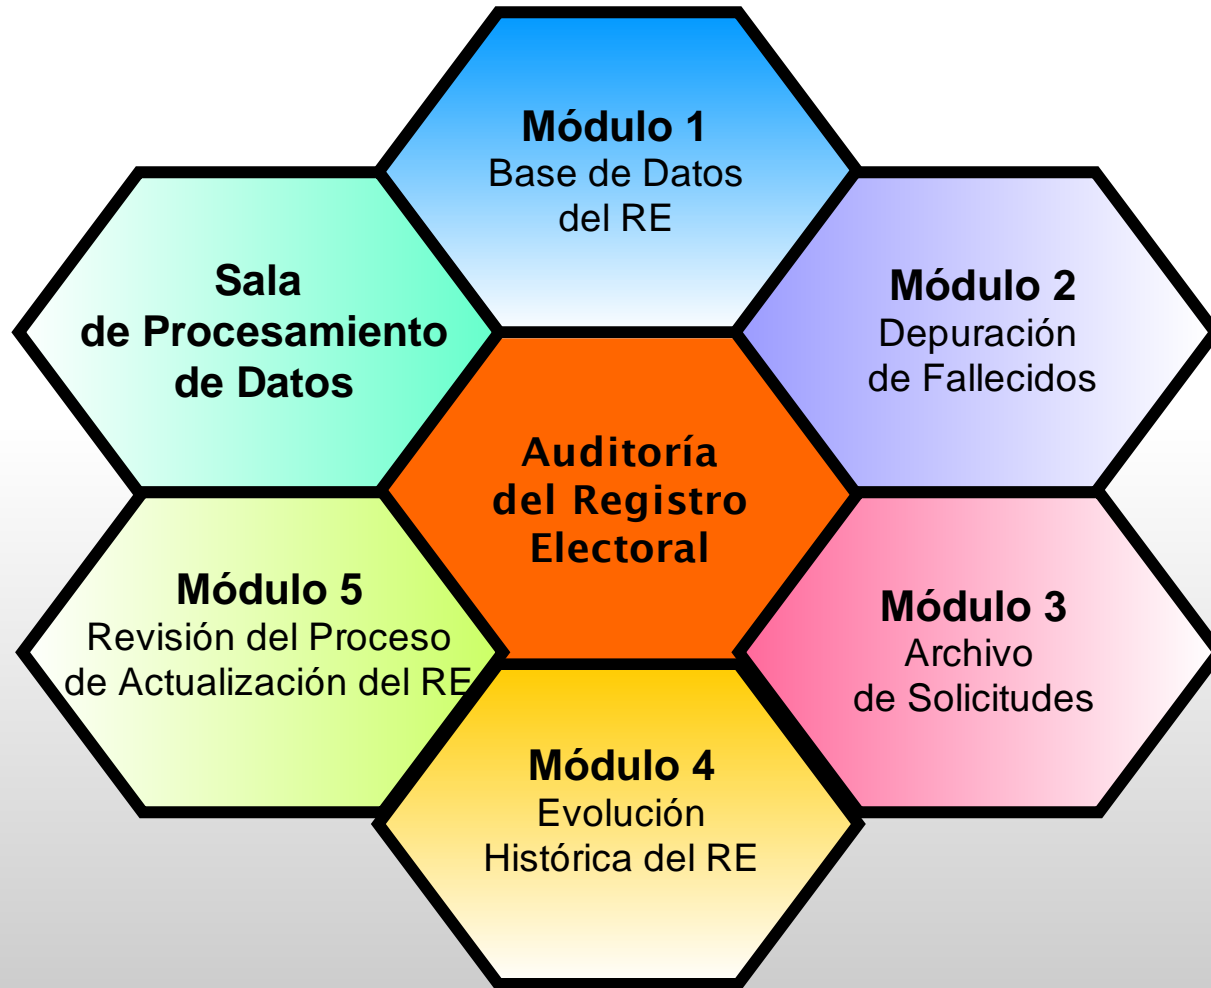 Módulo 1
Base de Datos
del RE
Sala
de Procesamiento
de Datos
Módulo 2
Depuración
de Fallecidos
Auditoría
del Registro
Electoral
Módulo 5
Revisión del Proceso
de Actualización del RE
Módulo 3
Archivo
de Solicitudes
Módulo 4
Evolución
Histórica del RE